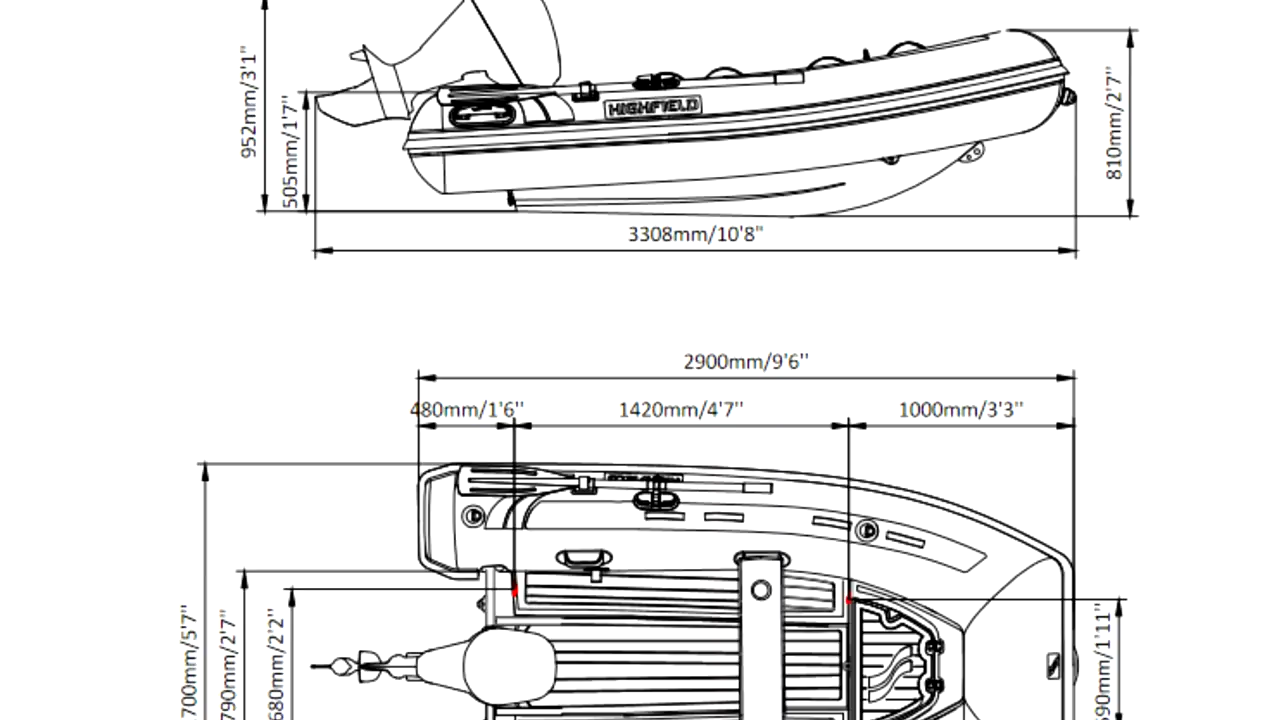 952mm/3'1"
505mm/1'7"
HIGHFIELD
810mm/2'7"
3308mm/10'8"
2900mm/9'6''
480mm/1'6''
1420mm/4'7''
1000mm/3'3''
700mm/5'7''
790mm/2'7''
680mm/2'2''
90mm/1'11''